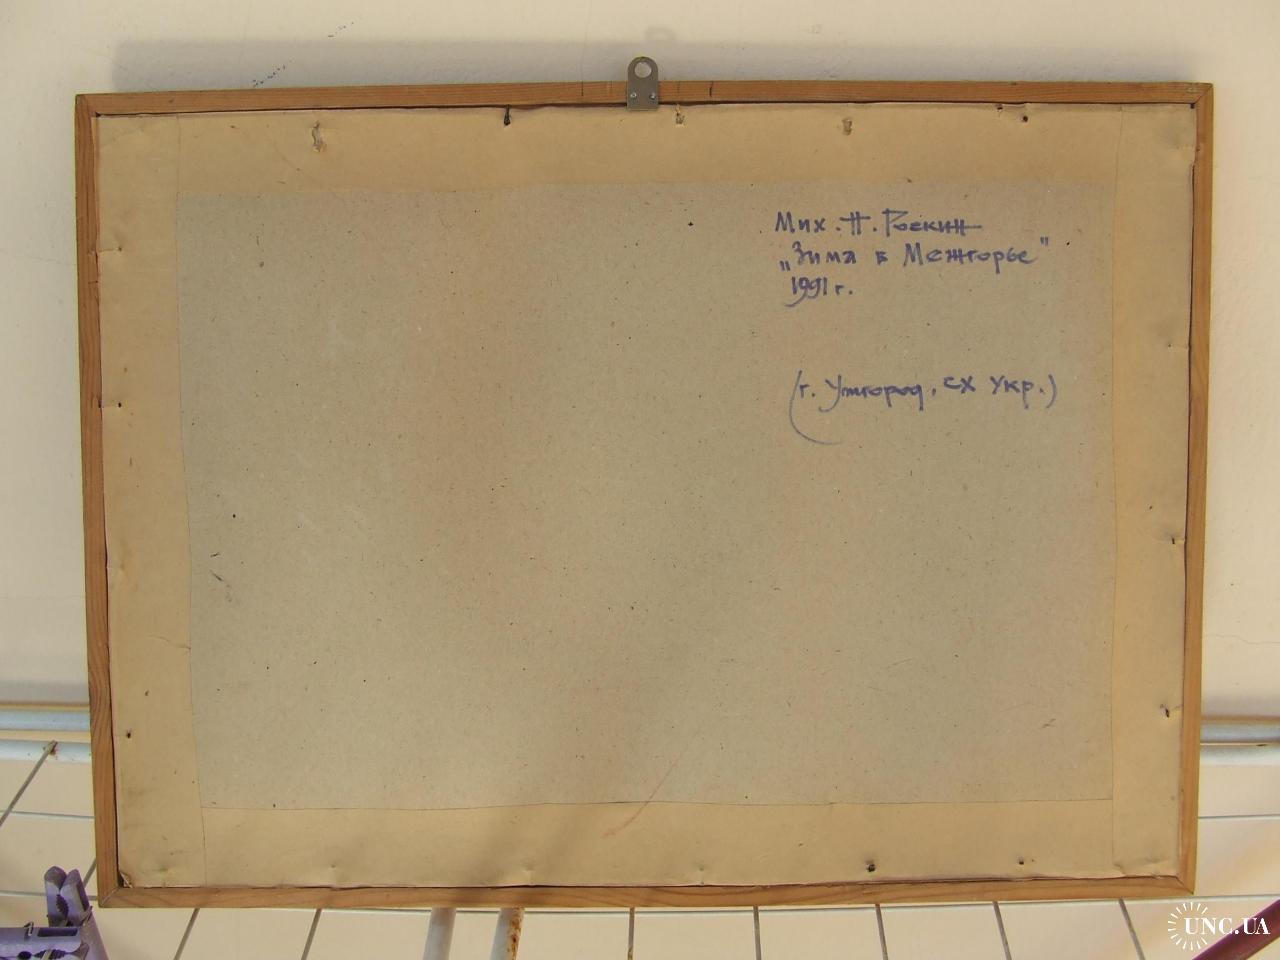 Мих. П. Роскин
„Зима в Межгорье"
1991 г.
(г. Ужгород, СХ Укр.)
UNC.UA